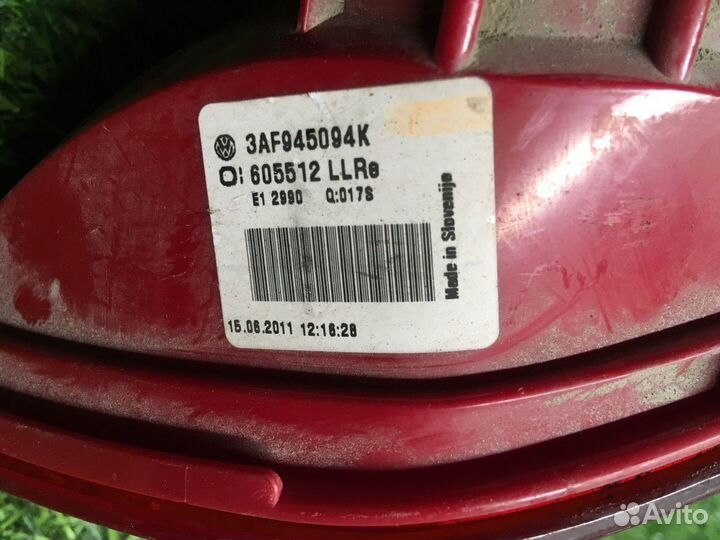 3AF945094K
605512 LLRe
E1 2990 Q:017S
Made in Slovenija
15.06.2011 12:16:28
Avito